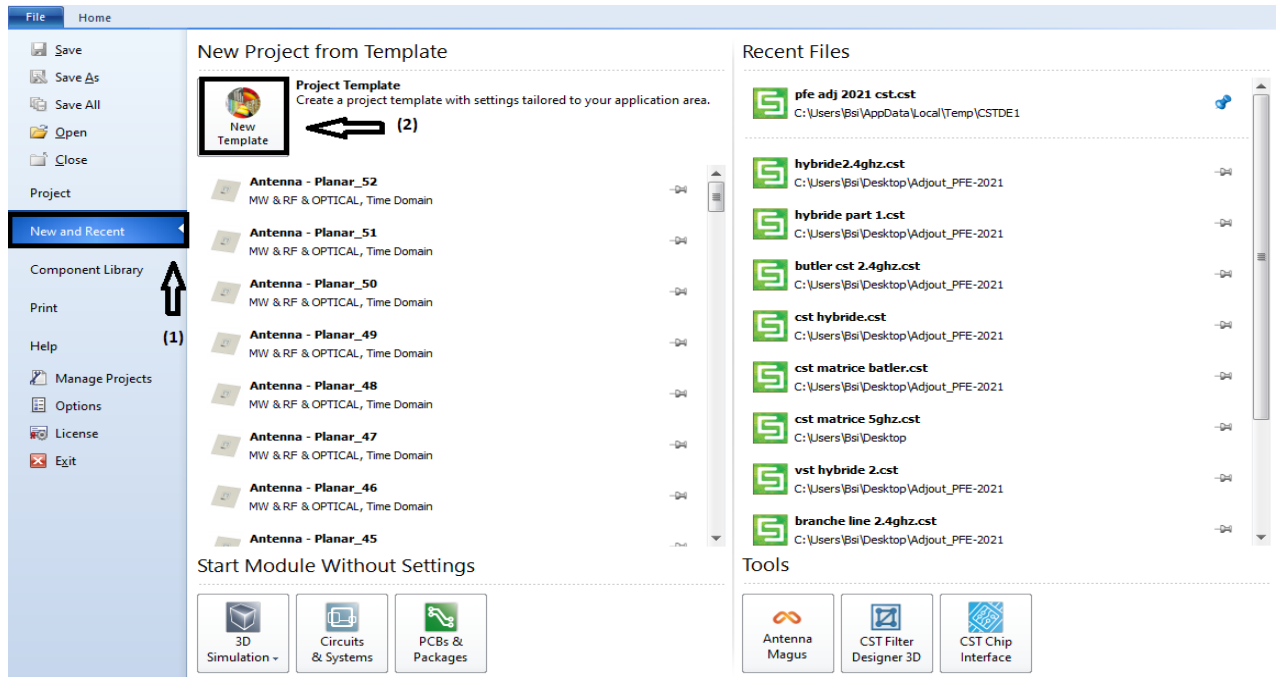 File Home
Save
Save As
Save All
Open
Close
Project
New and Recent
Component Library
Print
Help
Manage Projects
Options
License
Exit
(1)
New Project from Template
New
Template
Project Template
Create a project template with settings tailored to your application area.
(2)
Antenna - Planar_52
MW & RF & OPTICAL, Time Domain
Antenna - Planar_51
MW & RF & OPTICAL, Time Domain
Antenna - Planar_50
MW & RF & OPTICAL, Time Domain
Antenna - Planar_49
MW & RF & OPTICAL, Time Domain
Antenna - Planar_48
MW & RF & OPTICAL, Time Domain
Antenna - Planar_47
MW & RF & OPTICAL, Time Domain
Antenna - Planar_46
MW & RF & OPTICAL, Time Domain
Antenna - Planar_45
Start Module Without Settings
3D
Simulation
Circuits
& Systems
PCBs &
Packages
Recent Files
pfe adj 2021 cst.cst
C:\Users\Bsi\AppData\Local\Temp\CSTDE1
hybride2.4ghz.cst
C:\Users\Bsi\Desktop\Adjout_PFE-2021
hybride part 1.cst
C:\Users\Bsi\Desktop\Adjout_PFE-2021
butler cst 2.4ghz.cst
C:\Users\Bsi\Desktop\Adjout_PFE-2021
cst hybride.cst
C:\Users\Bsi\Desktop\Adjout_PFE-2021
cst matrice batler.cst
C:\Users\Bsi\Desktop\Adjout_PFE-2021
cst matrice 5ghz.cst
C:\Users\Bsi\Desktop
vst hybride 2.cst
C:\Users\Bsi\Desktop\Adjout_PFE-2021
branche line 2.4ghz.cst
C:\Users\Bsi\Desktop\Adjout_PFE-2021
Tools
Antenna
Magus
CST Filter
Designer 3D
CST Chip
Interface